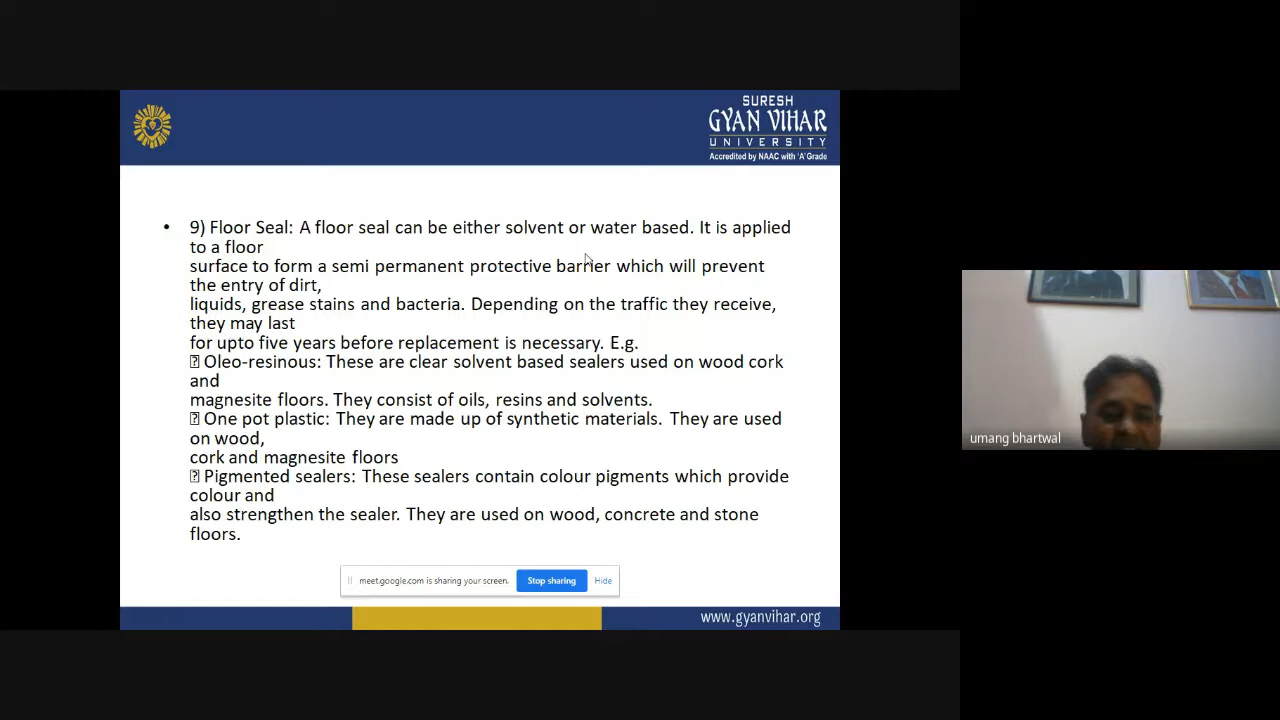 SURESH
GYAN VIHAR
UNIVERSITY
Accredited by NAAC with 'A' Grade
• 9) Floor Seal: A floor seal can be either solvent or water based. It is applied
to a floor
surface to form a semi permanent protective barrier which will prevent
the entry of dirt,
liquids, grease stains and bacteria. Depending on the traffic they receive,
they may last
for upto five years before replacement is necessary. E.g.
Oleo-resinous: These are clear solvent based sealers used on wood cork
and
magnesite floors. They consist of oils, resins and solvents.
One pot plastic: They are made up of synthetic materials. They are used
on wood,
cork and magnesite floors
Pigmented sealers: These sealers contain colour pigments which provide
colour and
also strengthen the sealer. They are used on wood, concrete and stone
floors.
meet.google.com is sharing your screen. Stop sharing Hide
www.gyanvihar.org
umang bhartwal